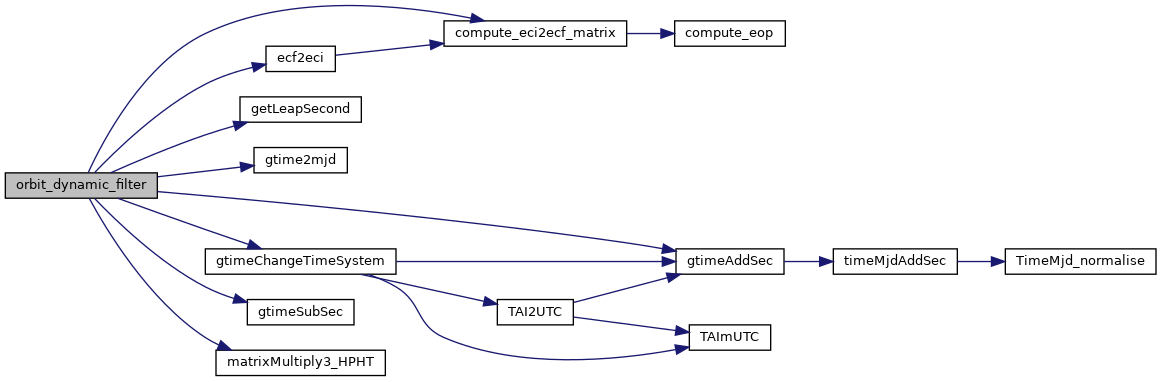 orbit_dynamic_filter
compute_eci2ecf_matrix
compute_eop
ecf2eci
getLeapSecond
gtime2mjd
gtimeChangeTimeSystem
gtimeAddSec
timeMjdAddSec
TimeMjd_normalise
gtimeSubSec
TAI2UTC
TAImUTC
matrixMultiply3_HPHT